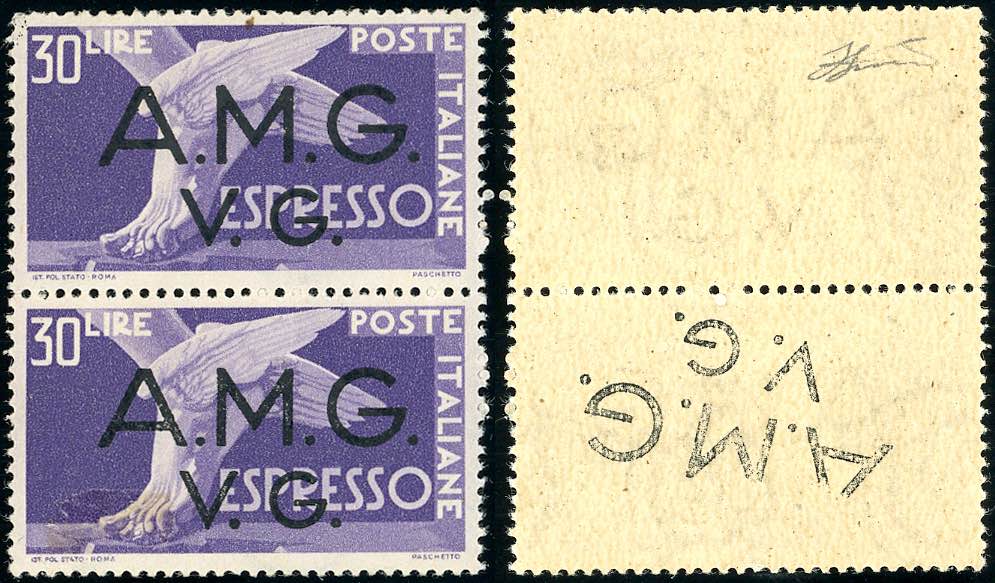 30 LIRE POSTE ITALIANE
A.M.G.
V.G.
ESPRESSO
IST. POL. STATO - ROMA PASCHETTO
30 LIRE POSTE ITALIANE
A.M.G.
V.G.
ESPRESSO
IST. POL. STATO - ROMA PASCHETTO
V.G.
A.M.G.